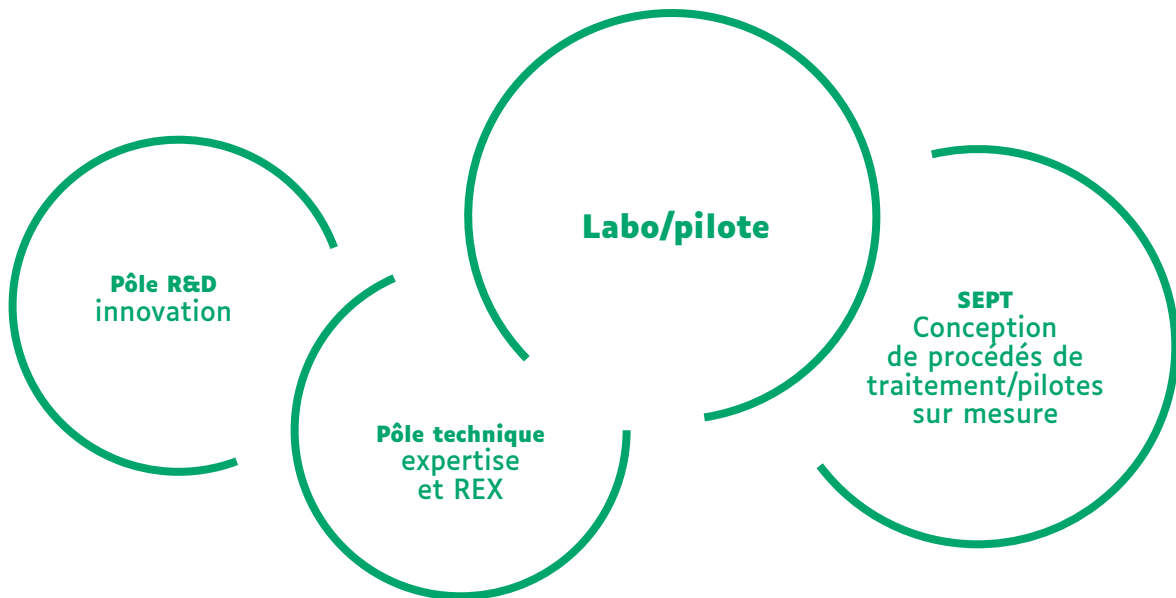 Pôle R&D
innovation
Pôle technique
expertise
et REX
Labo/pilote
SEPT
Conception
de procédés de
traitement/pilotes
sur mesure